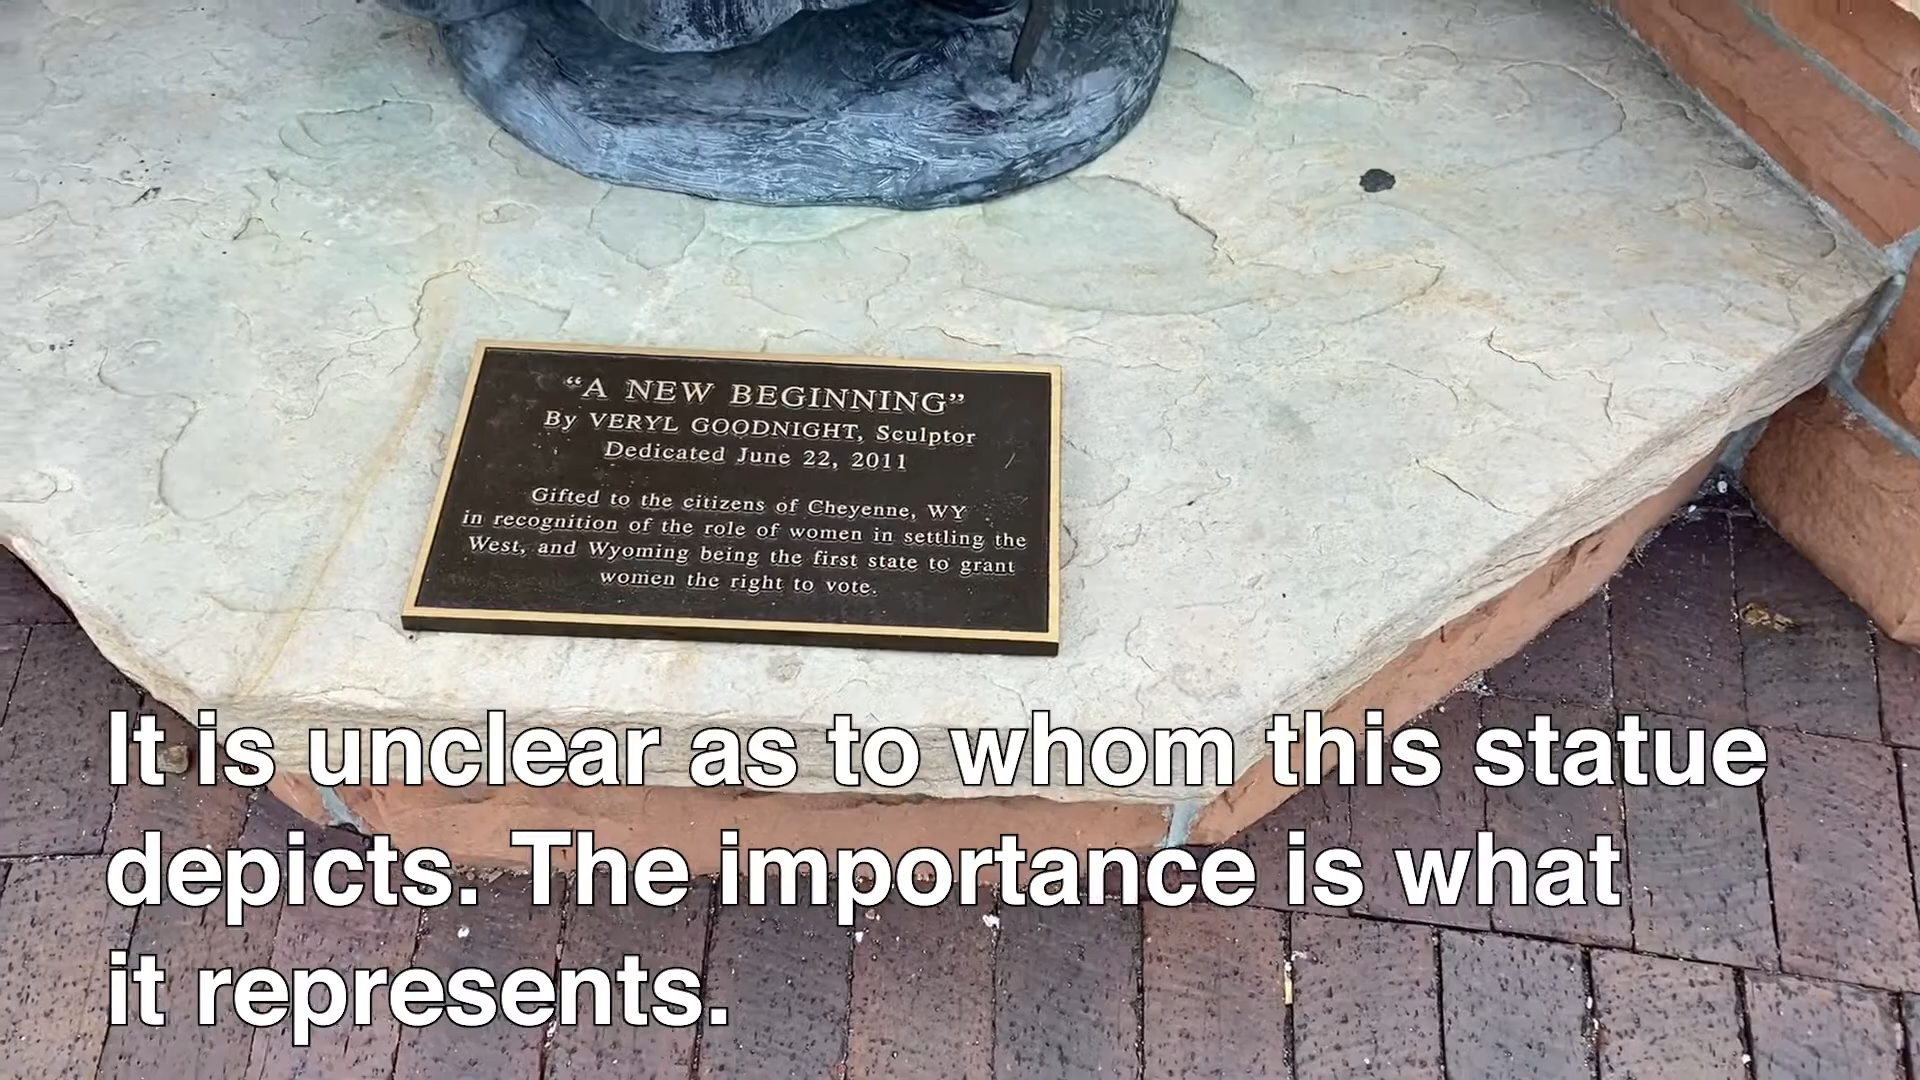 “A NEW BEGINNING”
By VERYL GOODNIGHT, Sculptor
Dedicated June 22, 2011
Gifted to the citizens of Cheyenne, WY
in recognition of the role of women in settling the
West, and Wyoming being the first state to grant
women the right to vote.
It is unclear as to whom this statue
depicts. The importance is what
it represents.